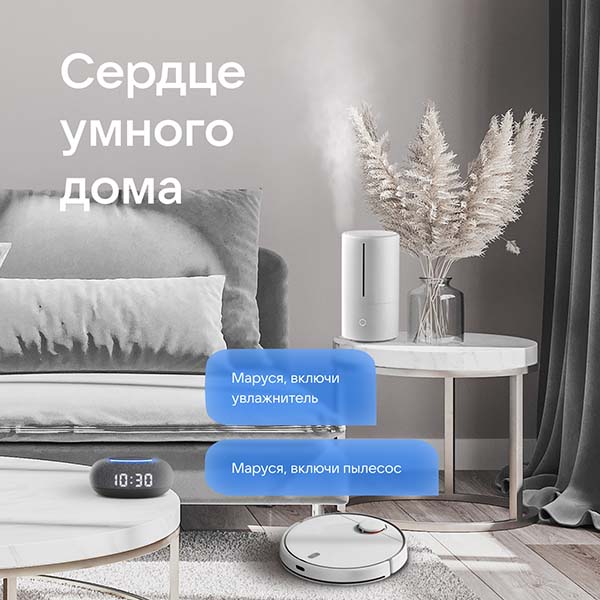 Сердце
умного
дома
Маруся, включи
увлажнитель
Маруся, включи пылесос
10:30